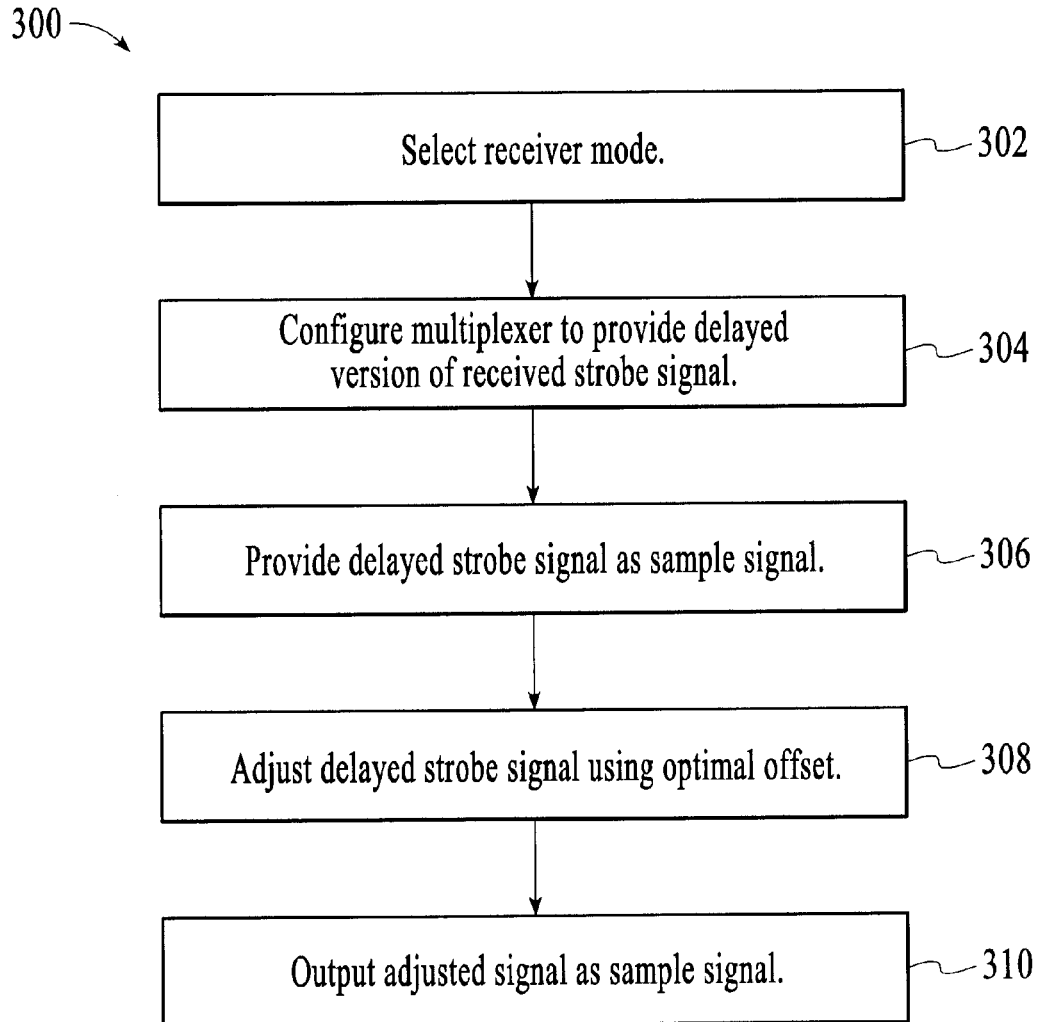 300
Select receiver mode.
302
Configure multiplexer to provide delayed
version of received strobe signal.
304
Provide delayed strobe signal as sample signal.
306
Adjust delayed strobe signal using optimal offset.
308
Output adjusted signal as sample signal.
310